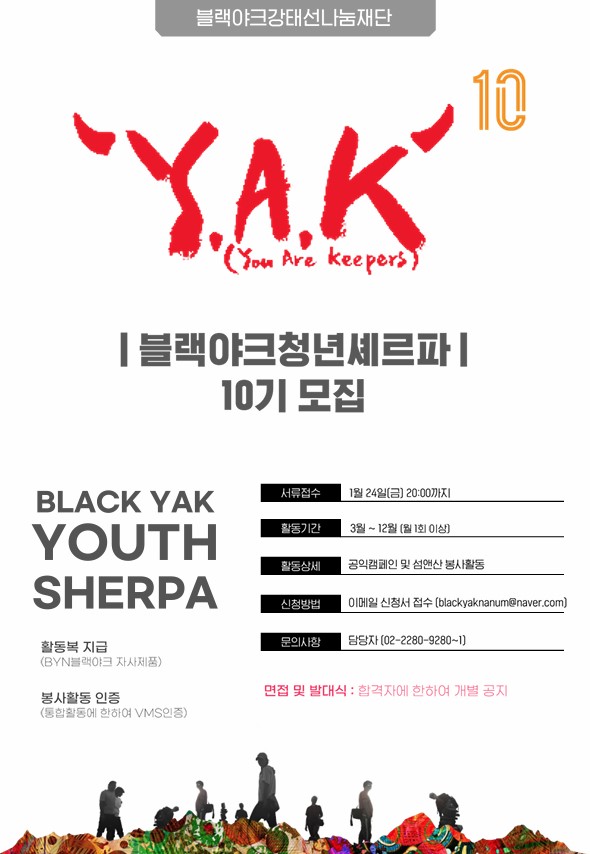 블랙야크강태선나눔재단
10
Y.A.K
(You Are Keepers)
| 블랙야크청년셰르파 |
10기 모집
BLACK YAK
YOUTH
SHERPA
활동복 지급
(BYN블랙야크 자사제품)
봉사활동 인증
(통합활동에 한하여 VMS인증)
서류접수 1월 24일(금) 20:00까지
활동기간 3월 ~ 12월 (월 1회 이상)
활동상세 공익캠페인 및 섬앤산 봉사활동
신청방법 이메일 신청서 접수 (blackyaknanum@naver.com)
문의사항 담당자 (02-2280-9280~1)
면접 및 발대식 : 합격자에 한하여 개별 공지